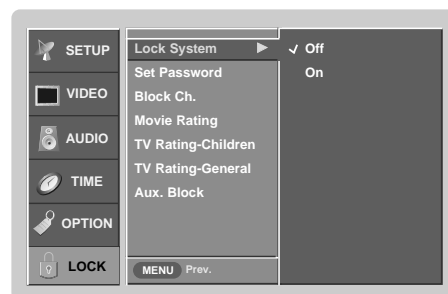 SETUP
VIDEO
AUDIO
TIME
OPTION
LOCK
Lock System
Set Password
Block Ch.
Movie Rating
TV Rating-Children
TV Rating-General
Aux. Block
MENU Prev.
Off
On